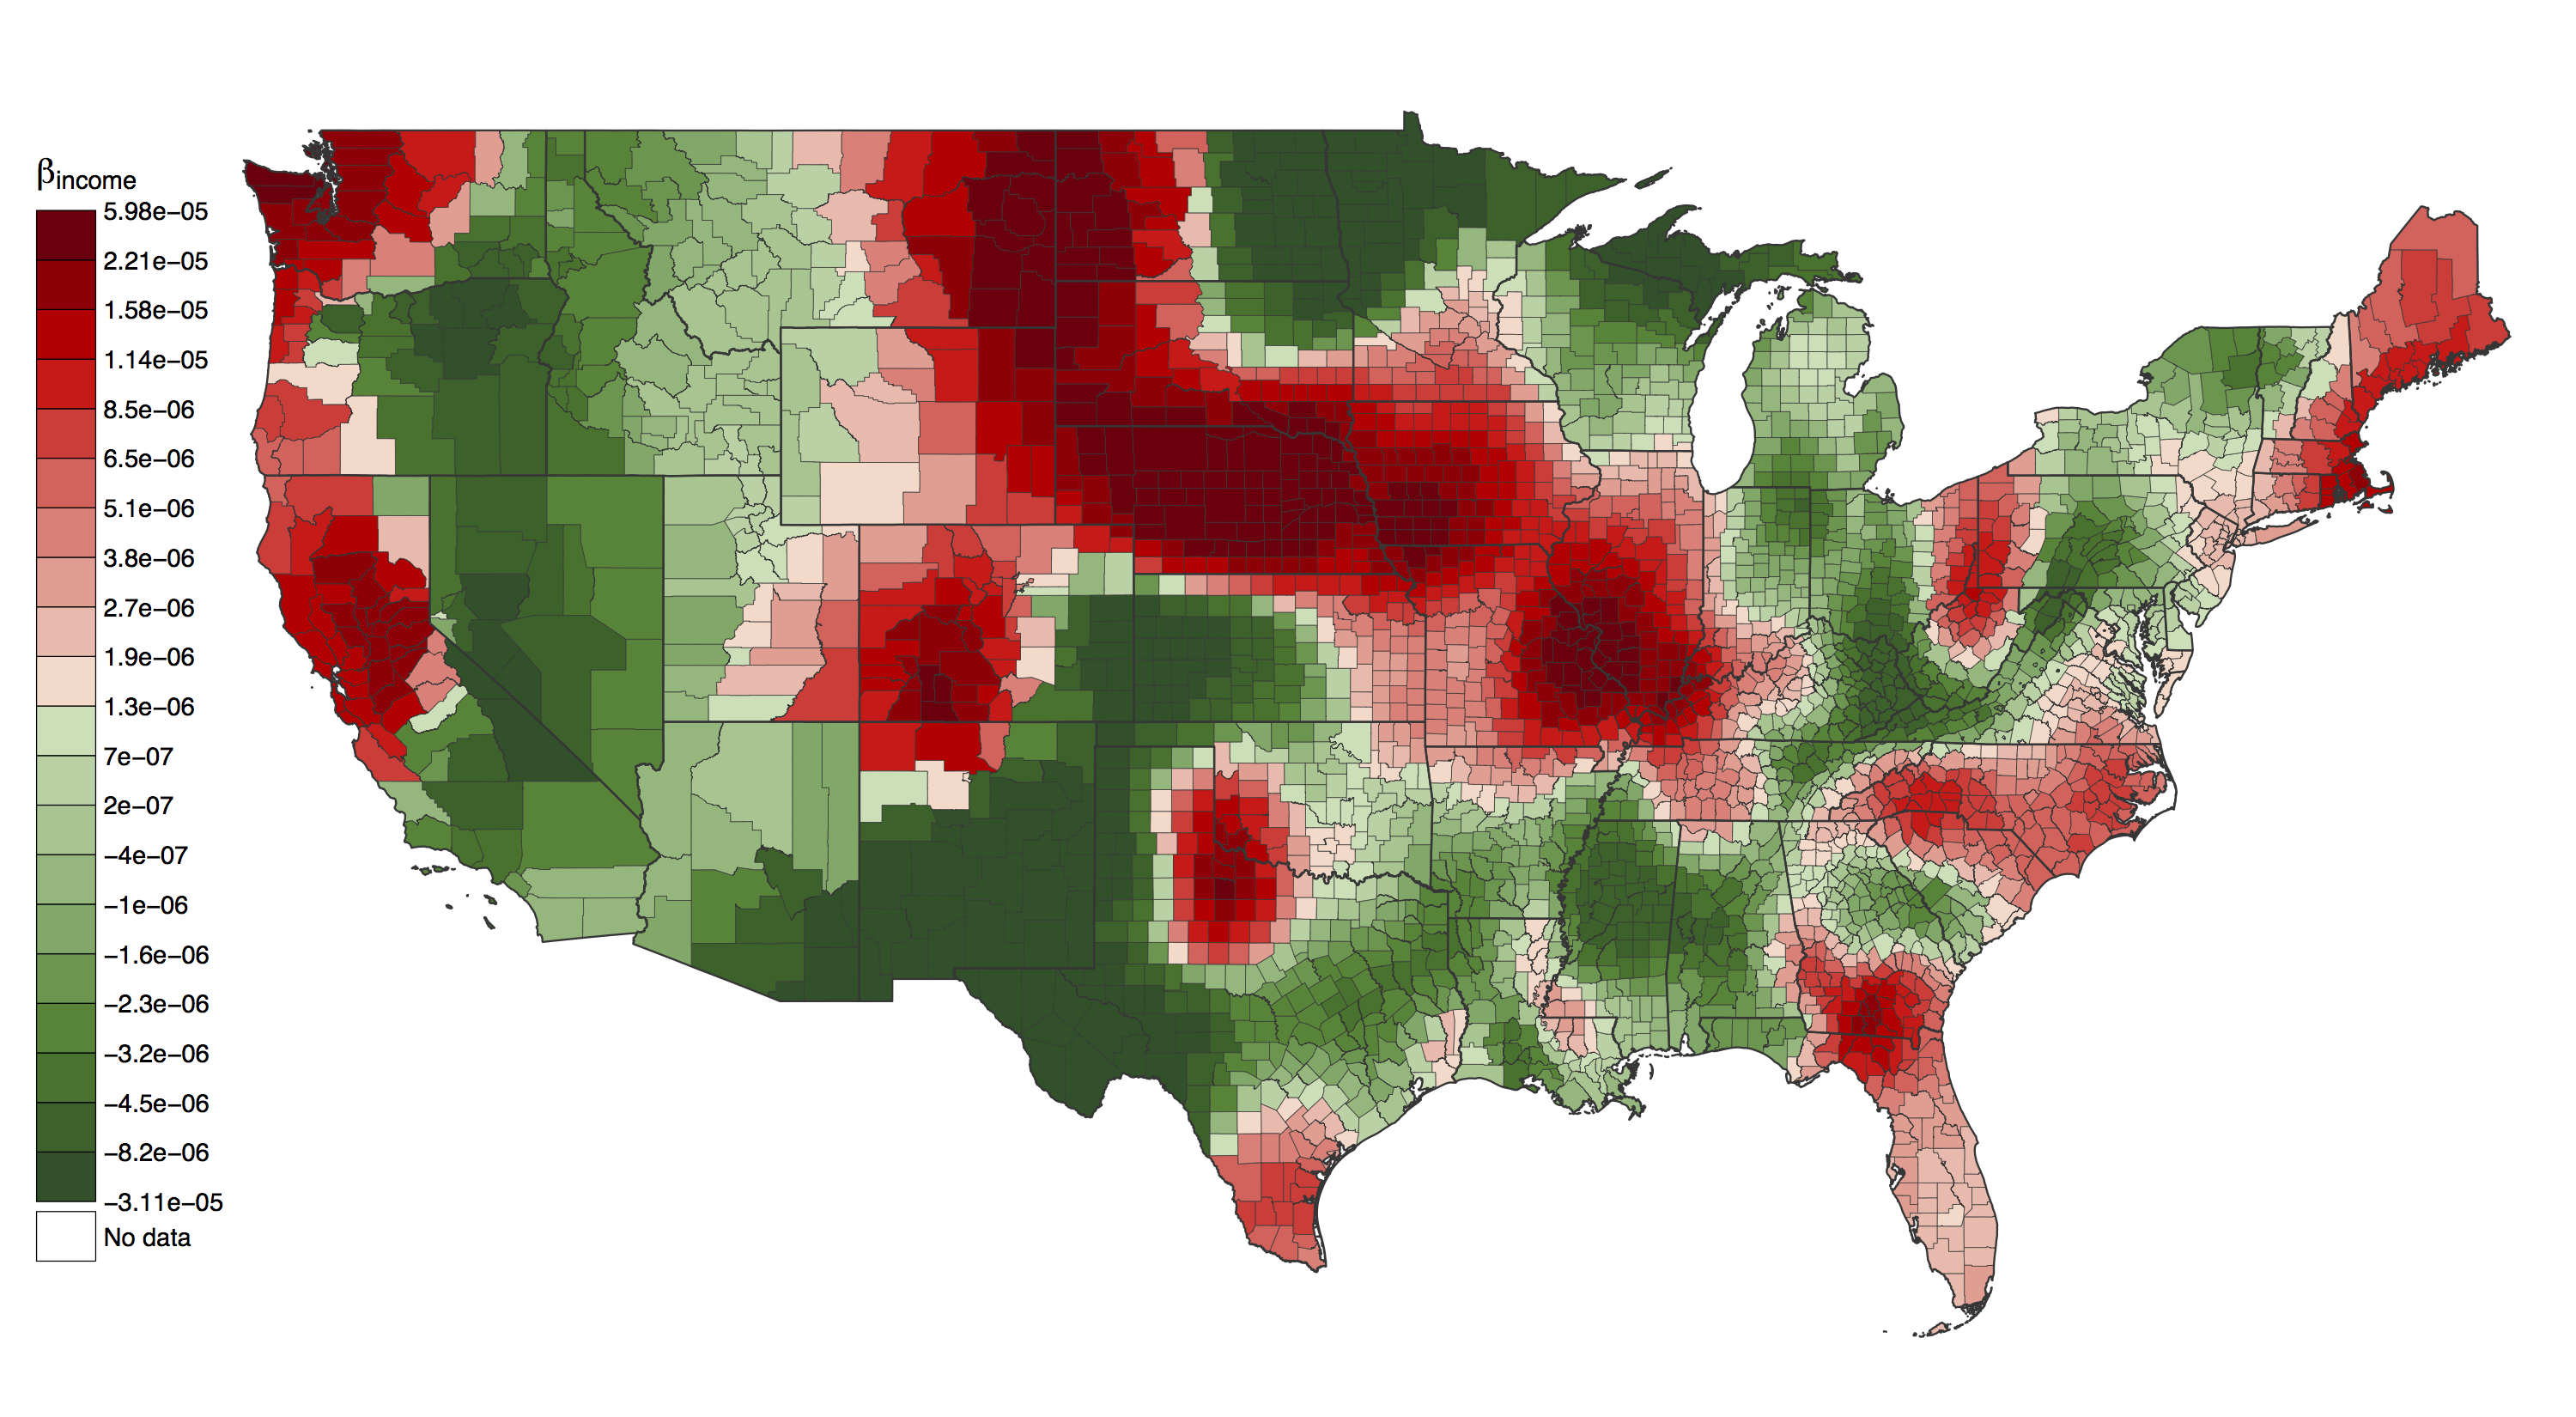 βincome
5.98e−05
2.21e−05
1.58e−05
1.14e−05
8.5e−06
6.5e−06
5.1e−06
3.8e−06
2.7e−06
1.9e−06
1.3e−06
7e−07
2e−07
−4e−07
−1e−06
−1.6e−06
−2.3e−06
−3.2e−06
−4.5e−06
−8.2e−06
−3.11e−05
No data